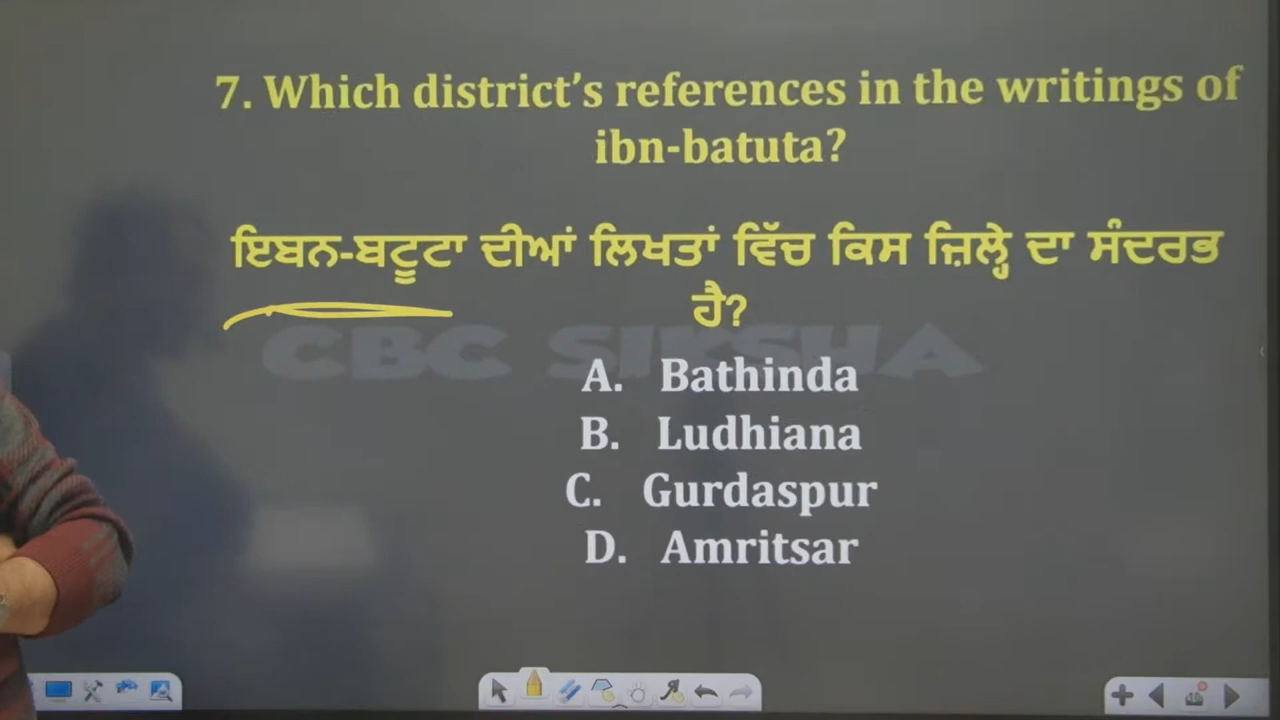 7. Which district’s references in the writings of
ibn-batuta?
ਇਬਨ-ਬਟੂਟਾ ਦੀਆਂ ਲਿਖਤਾਂ ਵਿੱਚ ਕਿਸ ਜ਼ਿਲ੍ਹੇ ਦਾ ਸੰਦਰਭ
ਹੈ?
CBC SIKSHA
A. Bathinda
B. Ludhiana
C. Gurdaspur
D. Amritsar